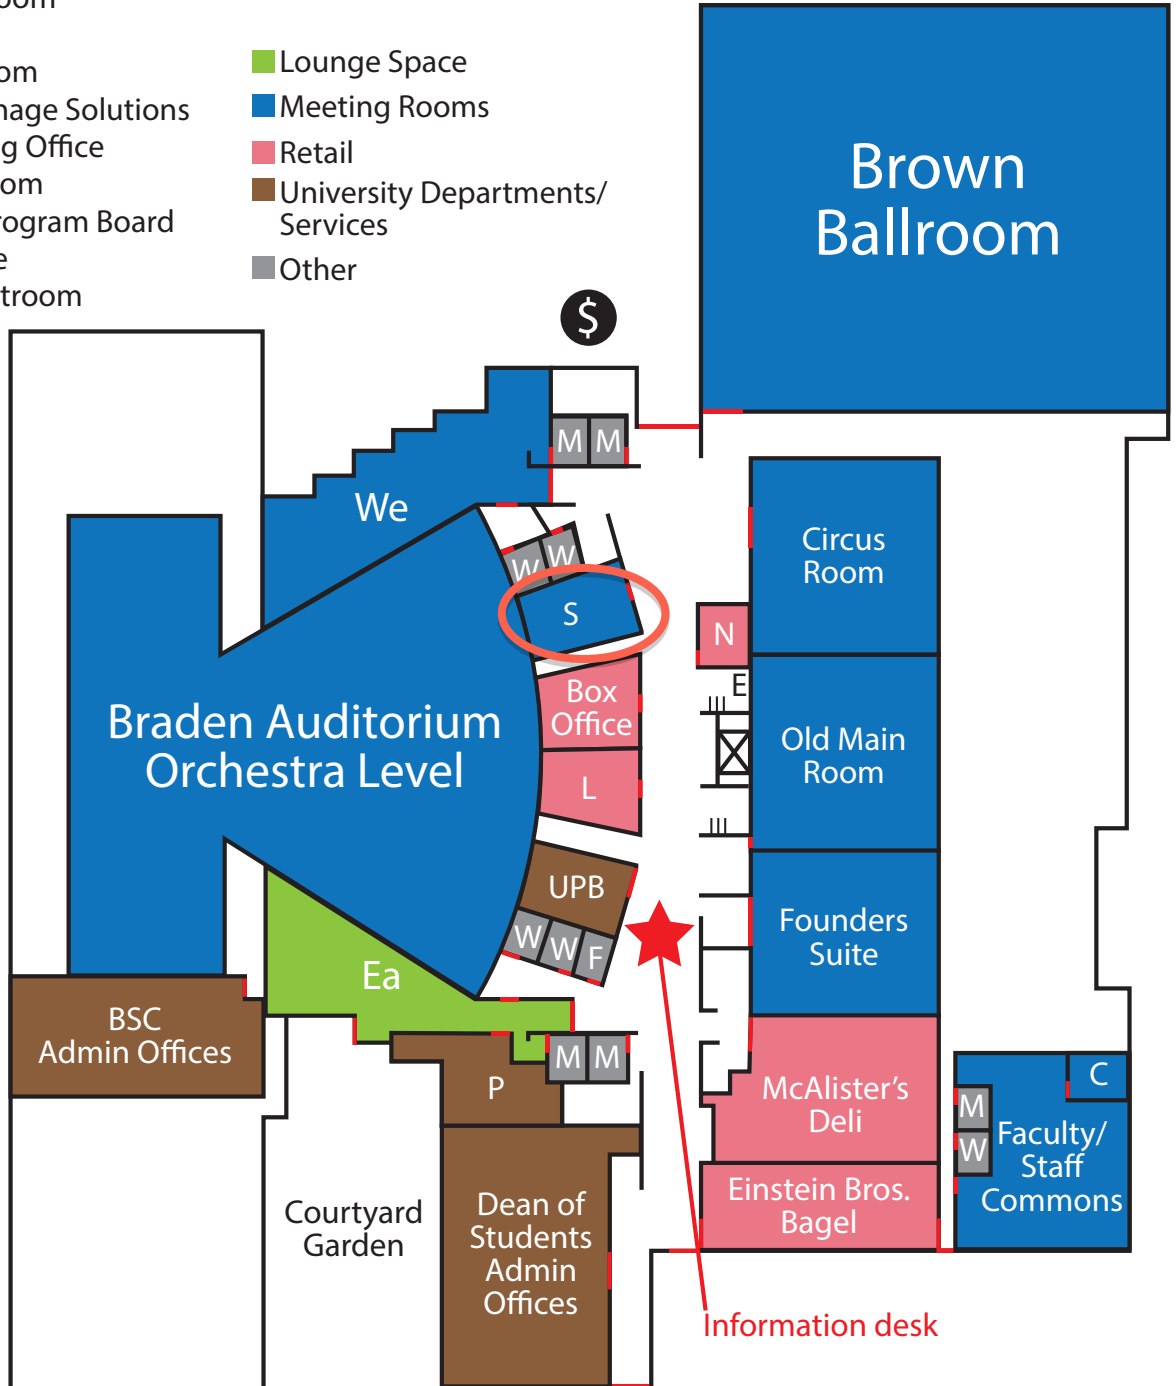 oom
om
nage Solutions
g Office
om
rogram Board
e
troom
Lounge Space
Meeting Rooms
Retail
University Departments/
Services
Other
Brown
Ballroom
$
M M
We
W W
S
Circus
Room
N
E
Box
Office
Braden Auditorium
Orchestra Level
L
Old Main
Room
UPB
W W F
Founders
Suite
Ea
BSC
Admin Offices
M M
P
McAlister's
Deli
C
M
W
Faculty/
Staff
Commons
Einstein Bros.
Bagel
Courtyard
Garden
Dean of
Students
Admin
Offices
Information desk